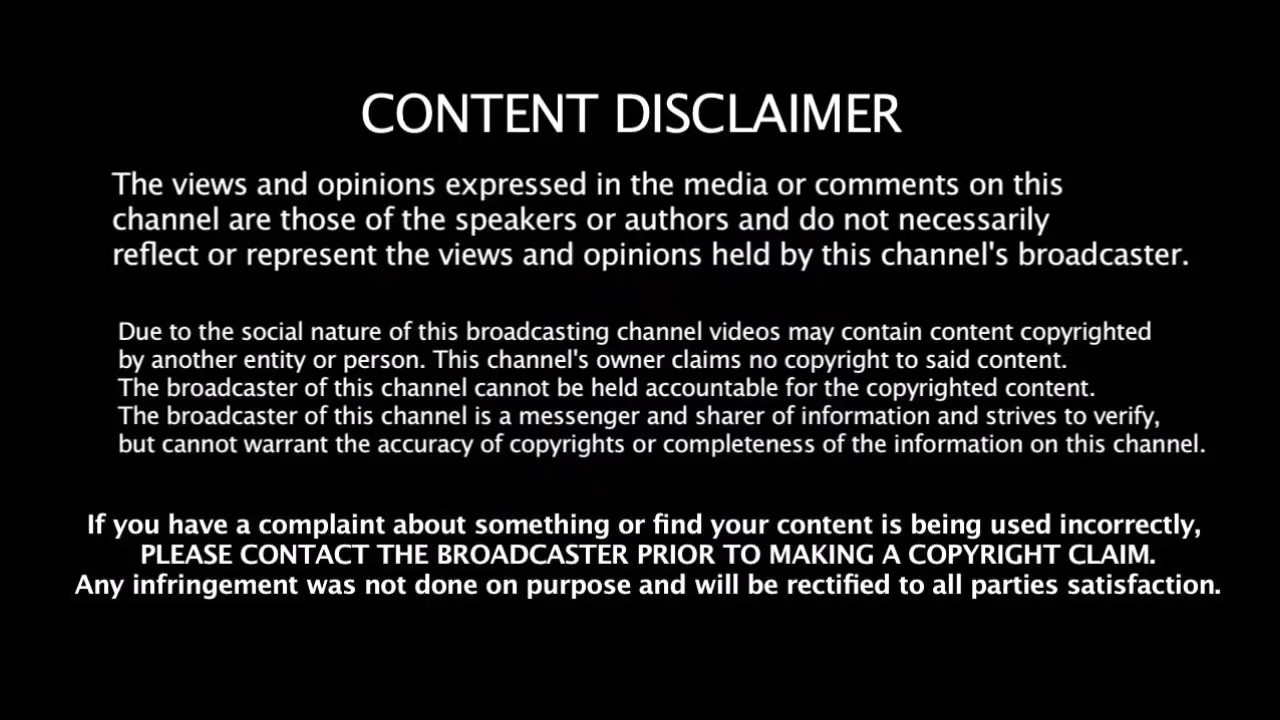 CONTENT DISCLAIMER
The views and opinions expressed in the media or comments on this
channel are those of the speakers or authors and do not necessarily
reflect or represent the views and opinions held by this channel's broadcaster.
Due to the social nature of this broadcasting channel videos may contain content copyrighted
by another entity or person. This channel's owner claims no copyright to said content.
The broadcaster of this channel cannot be held accountable for the copyrighted content.
The broadcaster of this channel is a messenger and sharer of information and strives to verify,
but cannot warrant the accuracy of copyrights or completeness of the information on this channel.
If you have a complaint about something or find your content is being used incorrectly,
PLEASE CONTACT THE BROADCASTER PRIOR TO MAKING A COPYRIGHT CLAIM.
Any infringement was not done on purpose and will be rectified to all parties satisfaction.